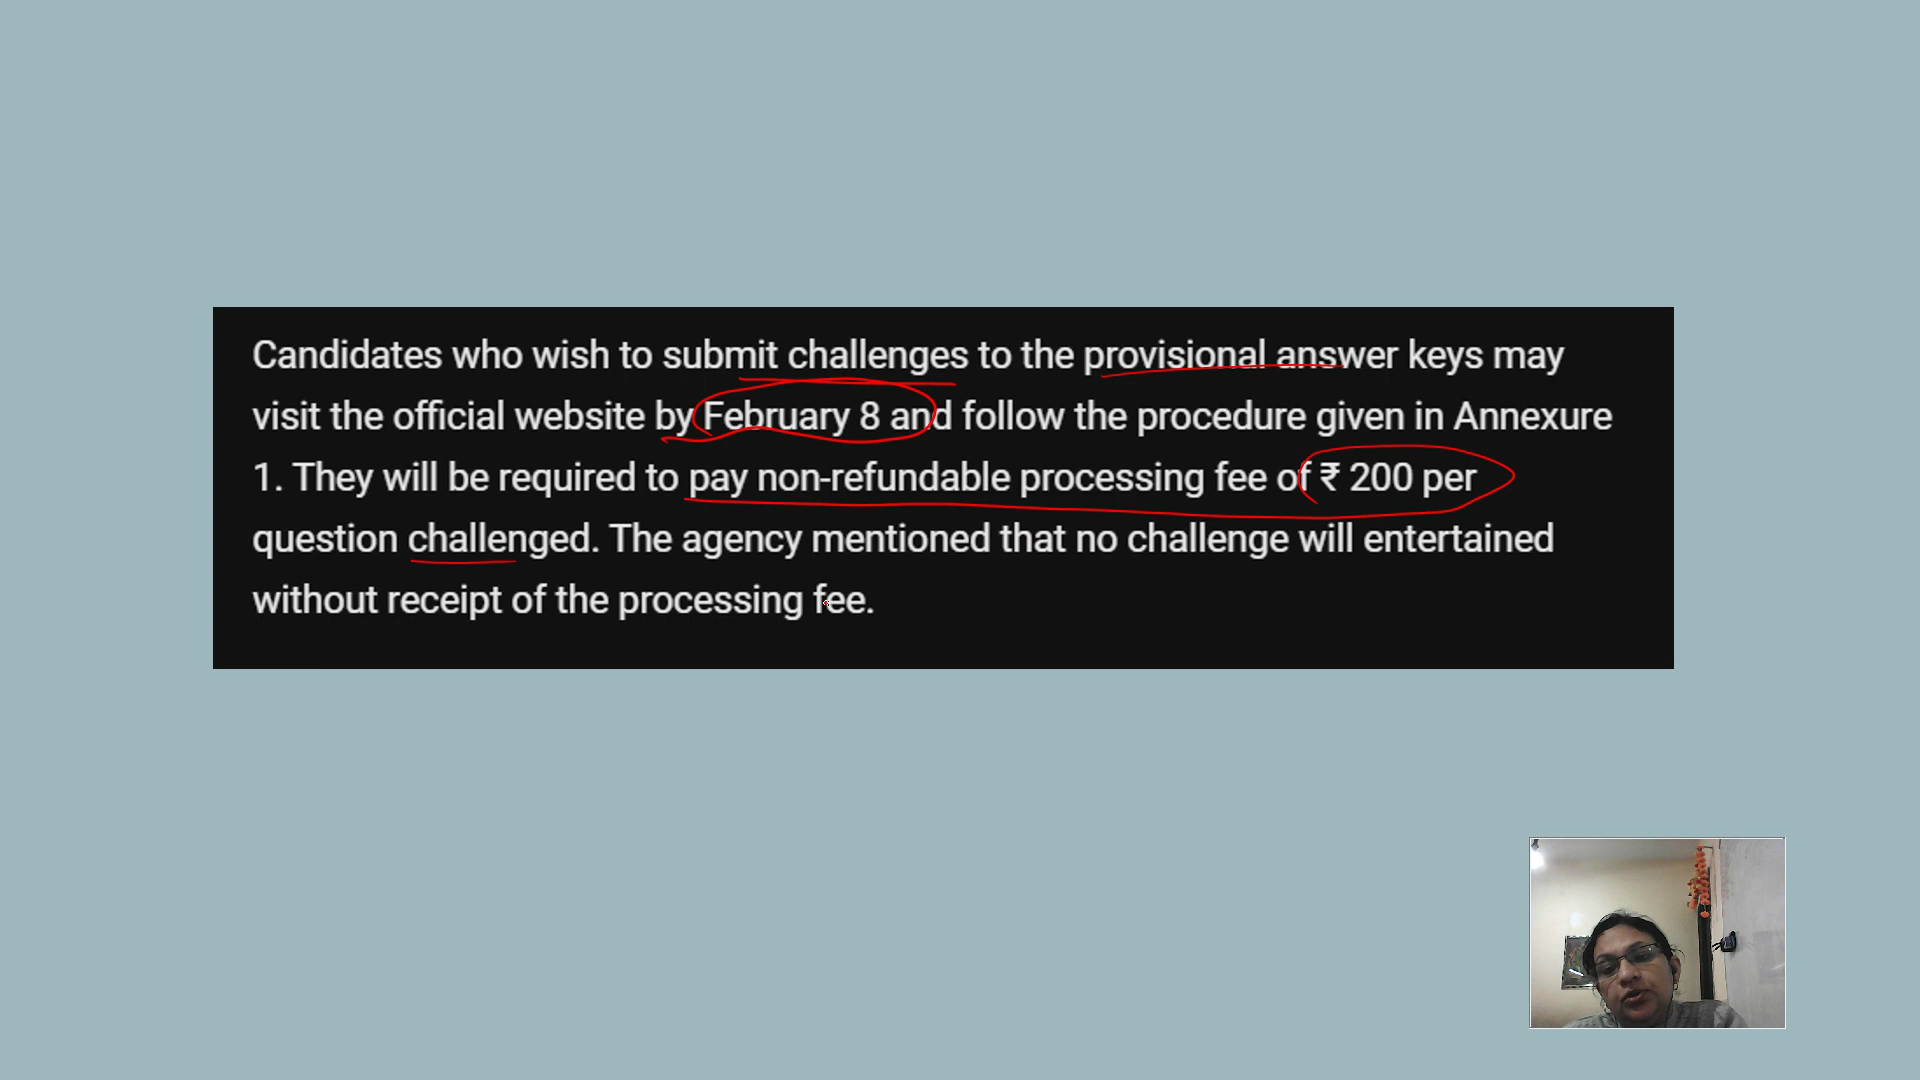 Candidates who wish to submit challenges to the provisional answer keys may
visit the official website by February 8 and follow the procedure given in Annexure
1. They will be required to pay non-refundable processing fee of ₹ 200 per
question challenged. The agency mentioned that no challenge will entertained
without receipt of the processing fee.